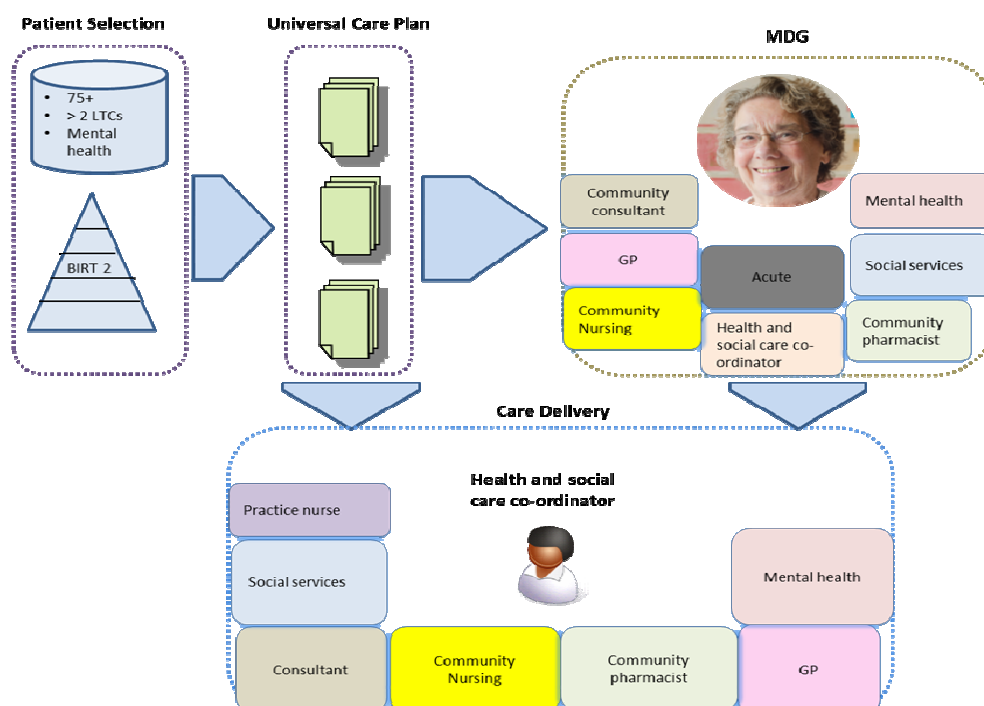 Patient Selection
Universal Care Plan
MDG
• 75+
• > 2 LTCs
• Mental
health
BIRT 2
Community
consultant
GP
Community
Nursing
Acute
Health and
social care co-
ordinator
Mental health
Social services
Community
pharmacist
Care Delivery
Health and social
care co-ordinator
Practice nurse
Social services
Consultant
Community
Nursing
Community
pharmacist
Mental health
GP